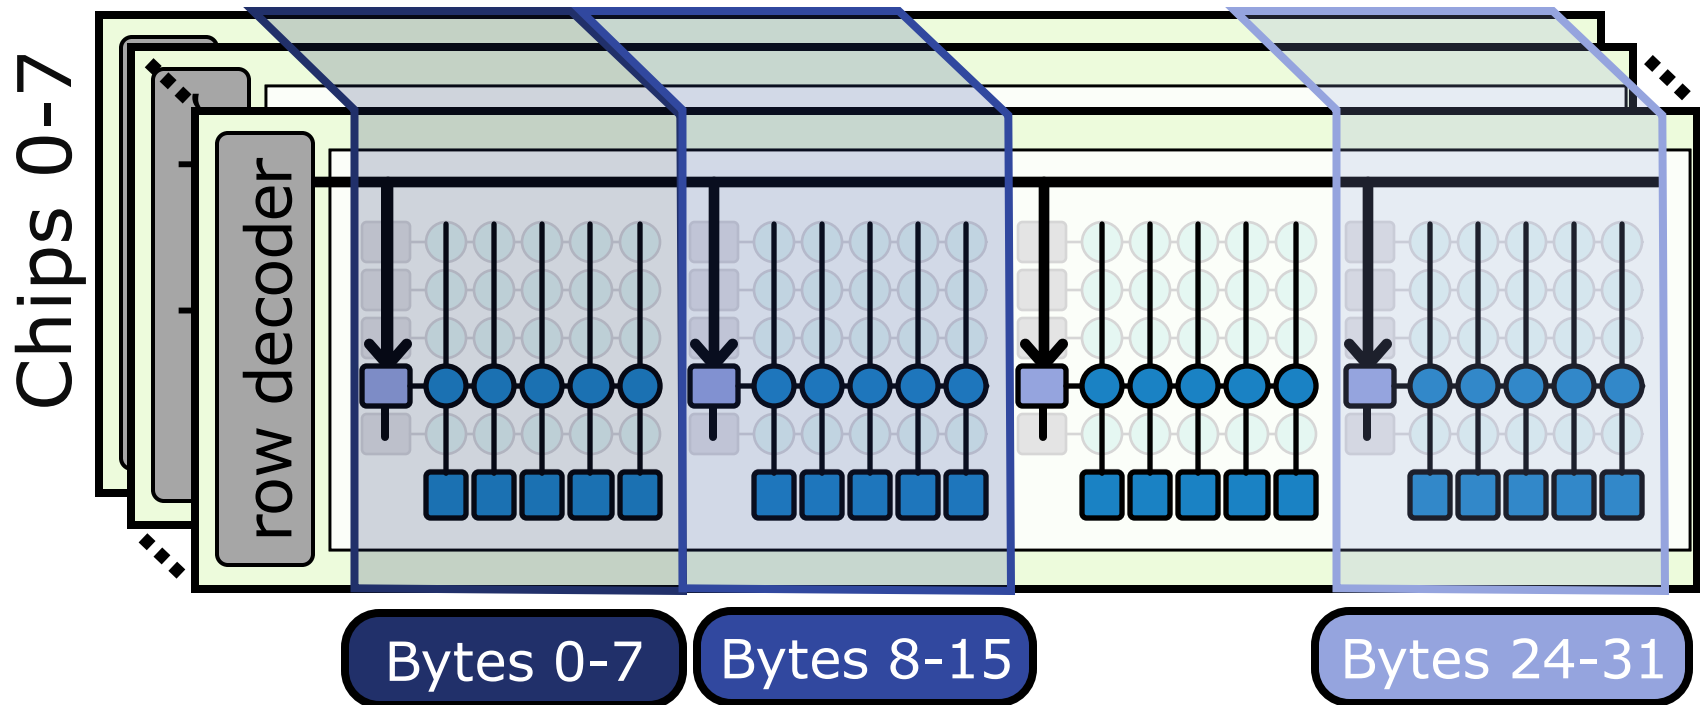 Chips 0-7
row decoder
Bytes 0-7
Bytes 8-15
Bytes 24-31